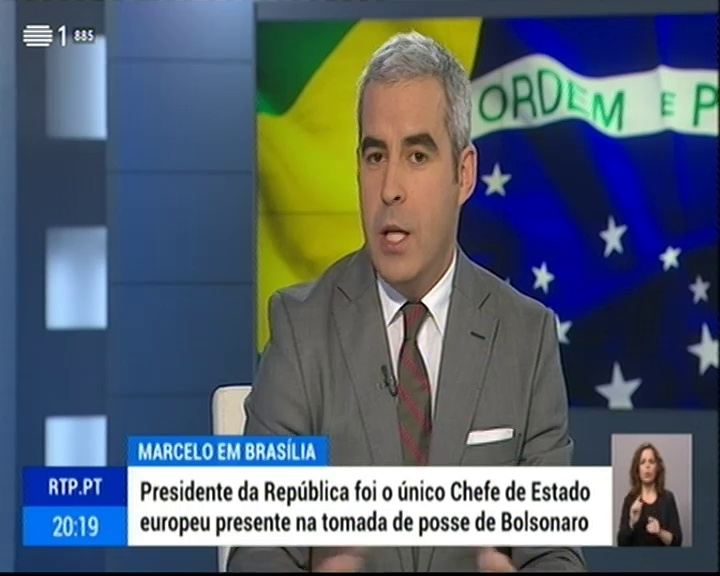 1 885
ORDEM E P
MARCELO EM BRASÍLIA
RTP.PT
Presidente da República foi o único Chefe de Estado
20:19
europeu presente na tomada de posse de Bolsonaro